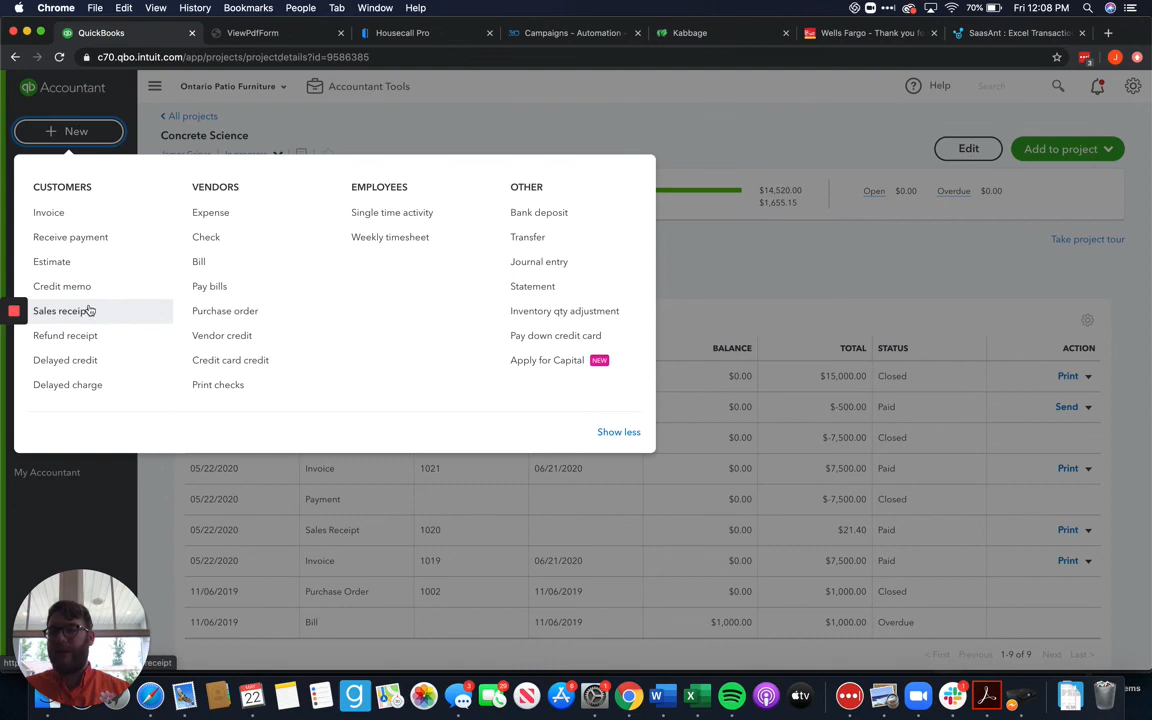 Chrome File Edit View History Bookmarks People Tab Window Help
70% Fri 12:08 PM
QuickBooks
ViewPdfForm
Housecall Pro
Campaigns - Automation -
Kabbage
Wells Fargo - Thank you f
SaasAnt : Excel Transactio
c70.qbo.intuit.com/app/projects/projectdetails?id=9586385
3
J
qb Accountant
Ontario Patio Furniture
Accountant Tools
Help
Search
+ New
All projects
Concrete Science
Edit
Add to project
$14,520.00
$1,655.15
Open $0.00
Overdue $0.00
Take project tour
CUSTOMERS
Invoice
Receive payment
Estimate
Credit memo
Sales receipt
Refund receipt
Delayed credit
Delayed charge
VENDORS
Expense
Check
Bill
Pay bills
Purchase order
Vendor credit
Credit card credit
Print checks
EMPLOYEES
Single time activity
Weekly timesheet
OTHER
Bank deposit
Transfer
Journal entry
Statement
Inventory qty adjustment
Pay down credit card
Apply for Capital NEW
Show less
My Accountant
BALANCE TOTAL STATUS ACTION
$0.00 $15,000.00 Closed Print
$0.00 $-500.00 Paid Send
$0.00 $-7,500.00 Closed
05/22/2020 Invoice 1021 06/21/2020 $0.00 $7,500.00 Paid Print
05/22/2020 Payment $0.00 $-7,500.00 Closed
05/22/2020 Sales Receipt 1020 $0.00 $21.40 Paid Print
05/22/2020 Invoice 1019 06/21/2020 $0.00 $7,500.00 Paid Print
11/06/2019 Purchase Order 1002 11/06/2019 $0.00 $1,000.00 Closed
11/06/2019 Bill 11/06/2019 $1,000.00 $1,000.00 Overdue
< First Previous 1-9 of 9 Next Last >
receipt
22